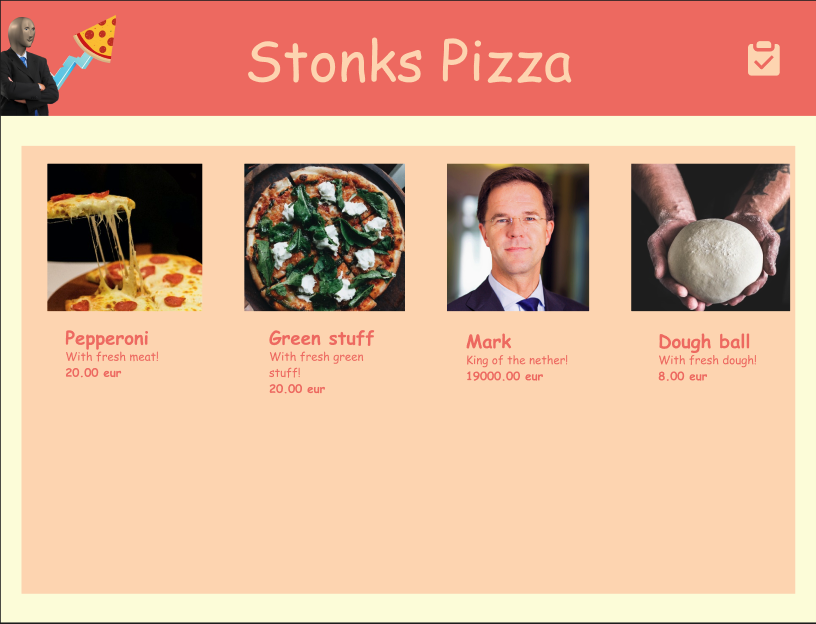 Stonks Pizza
Pepperoni
With fresh meat!
20.00 eur
Green stuff
With fresh green
stuff!
20.00 eur
Mark
King of the nether!
19000.00 eur
Dough ball
With fresh dough!
8.00 eur